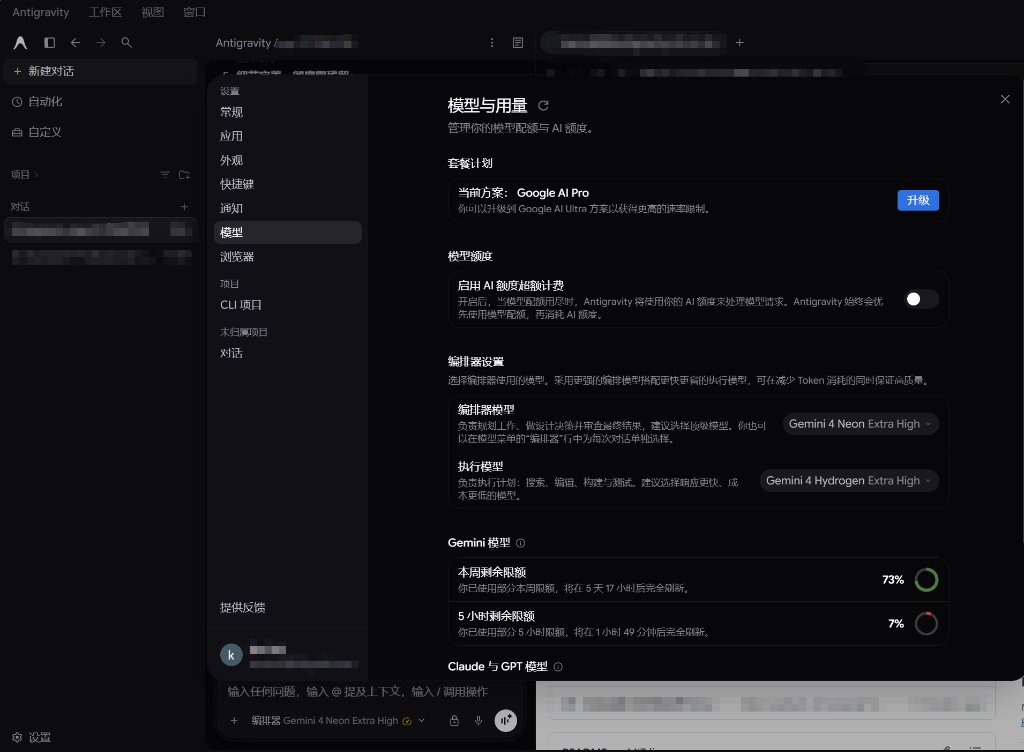 Antigravity 工作区 视图 窗口
Antigravity /
新建对话
自动化
自定义
项目
对话
设置
常规
应用
外观
快捷键
通知
模型
浏览器
项目
CLI 项目
未归属项目
对话
提供反馈
k
模型与用量
管理你的模型配额与 AI 额度。
套餐计划
当前方案： Google AI Pro
你可以升级到 Google AI Ultra 方案以获得更高的速率限制。
升级
模型额度
启用 AI 额度超额计费
开启后，当模型配额用尽时，Antigravity 将使用你的 AI 额度来处理模型请求。Antigravity 始终会优
先使用模型配额，再消耗 AI 额度。
编排器设置
选择编排器使用的模型。采用更强的编排模型搭配更快更省的执行模型，可在减少 Token 消耗的同时保证高质量。
编排器模型
负责规划工作、做设计决策并审查最终结果，建议选择顶级模型。你也可
以在模型菜单的“编排器”行中为每次对话单独选择。
Gemini 4 Neon Extra High
执行模型
负责执行计划：搜索、编辑、构建与测试。建议选择响应更快、成
本更低的模型。
Gemini 4 Hydrogen Extra High
Gemini 模型
本周剩余限额
你已使用部分本周限额，将在 5 天 17 小时后完全刷新。
73%
5 小时剩余限额
你已使用部分 5 小时限额，将在 1 小时 49 分钟后完全刷新。
7%
Claude 与 GPT 模型
输入任何问题，输入 @ 提及上下文，输入 / 调用操作
编排器 Gemini 4 Neon Extra High
设置